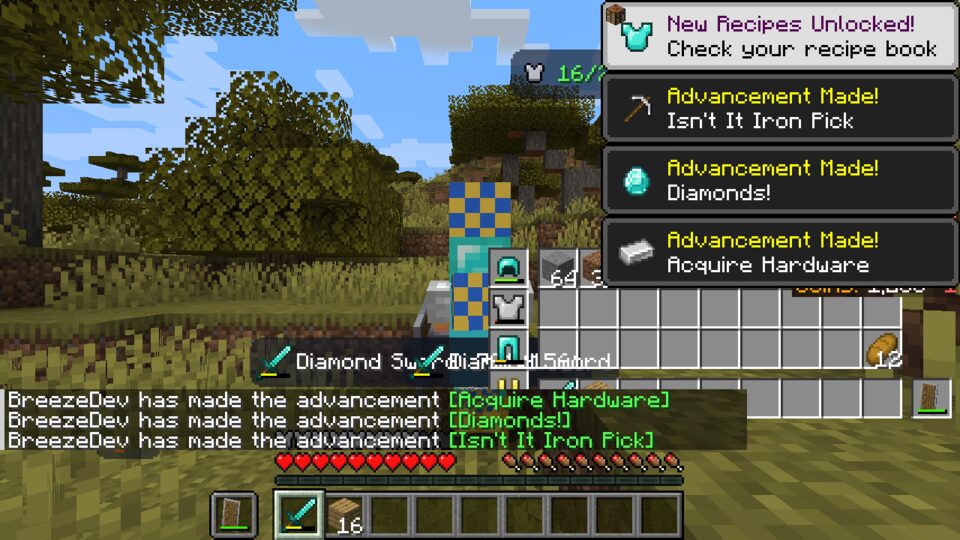 New Recipes Unlocked!
Check your recipe book
16/
Advancement Made!
Isn't It Iron Pick
Advancement Made!
Diamonds!
Advancement Made!
Acquire Hardware
64
12
Diamond
BreezeDev has made the advancement [Acquire Hardware]
BreezeDev has made the advancement [Diamonds!]
BreezeDev has made the advancement [Isn't It Iron Pick]
16